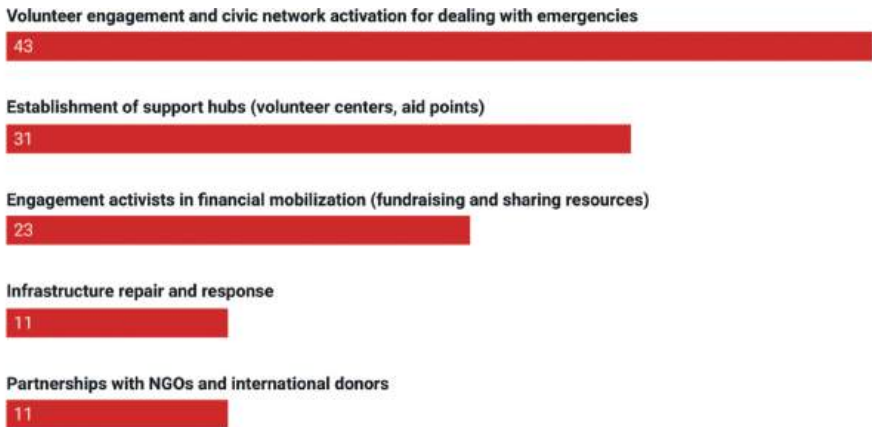 Volunteer engagement and civic network activation for dealing with emergencies
43
Establishment of support hubs (volunteer centers, aid points)
31
Engagement activists in financial mobilization (fundraising and sharing resources)
23
Infrastructure repair and response
11
Partnerships with NGOs and international donors
11